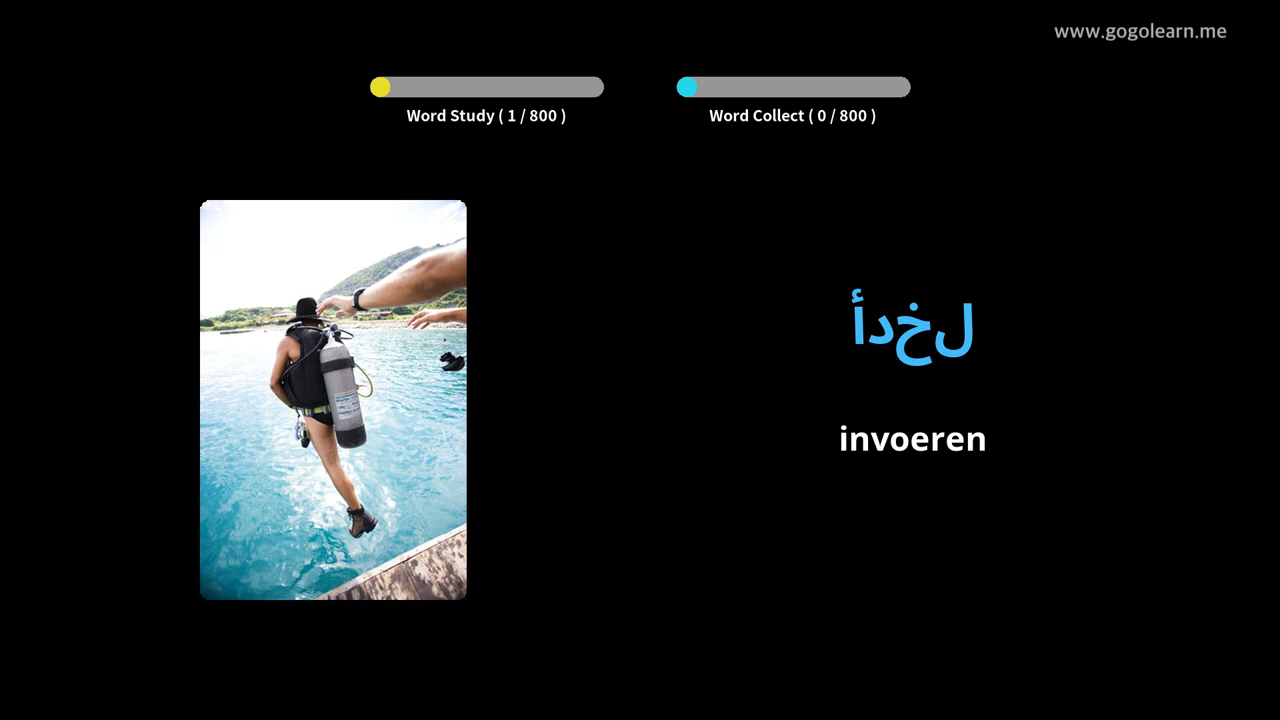 www.gogolearn.me
Word Study ( 1 / 800 )
Word Collect ( 0 / 800 )
أدخل
invoeren